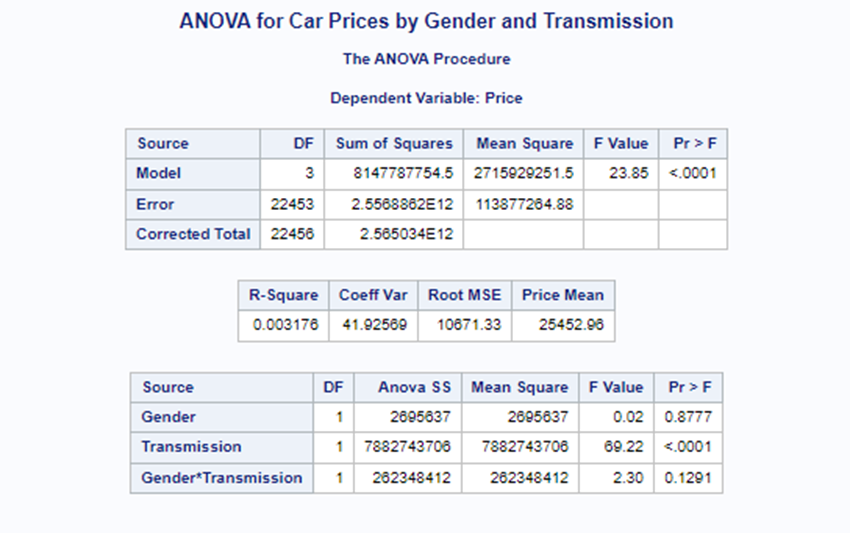 ANOVA for Car Prices by Gender and Transmission
The ANOVA Procedure
Dependent Variable: Price
Source DF Sum of Squares Mean Square F Value Pr > F
Model 3 8147787754.5 2715929251.5 23.85 <.0001
Error 22453 2.5568862E12 113877264.88
Corrected Total 22456 2.565034E12
R-Square Coeff Var Root MSE Price Mean
0.003176 41.92569 10671.33 25452.96
Source DF Anova SS Mean Square F Value Pr > F
Gender 1 2695637 2695637 0.02 0.8777
Transmission 1 7882743706 7882743706 69.22 <.0001
Gender*Transmission 1 262348412 262348412 2.30 0.1291